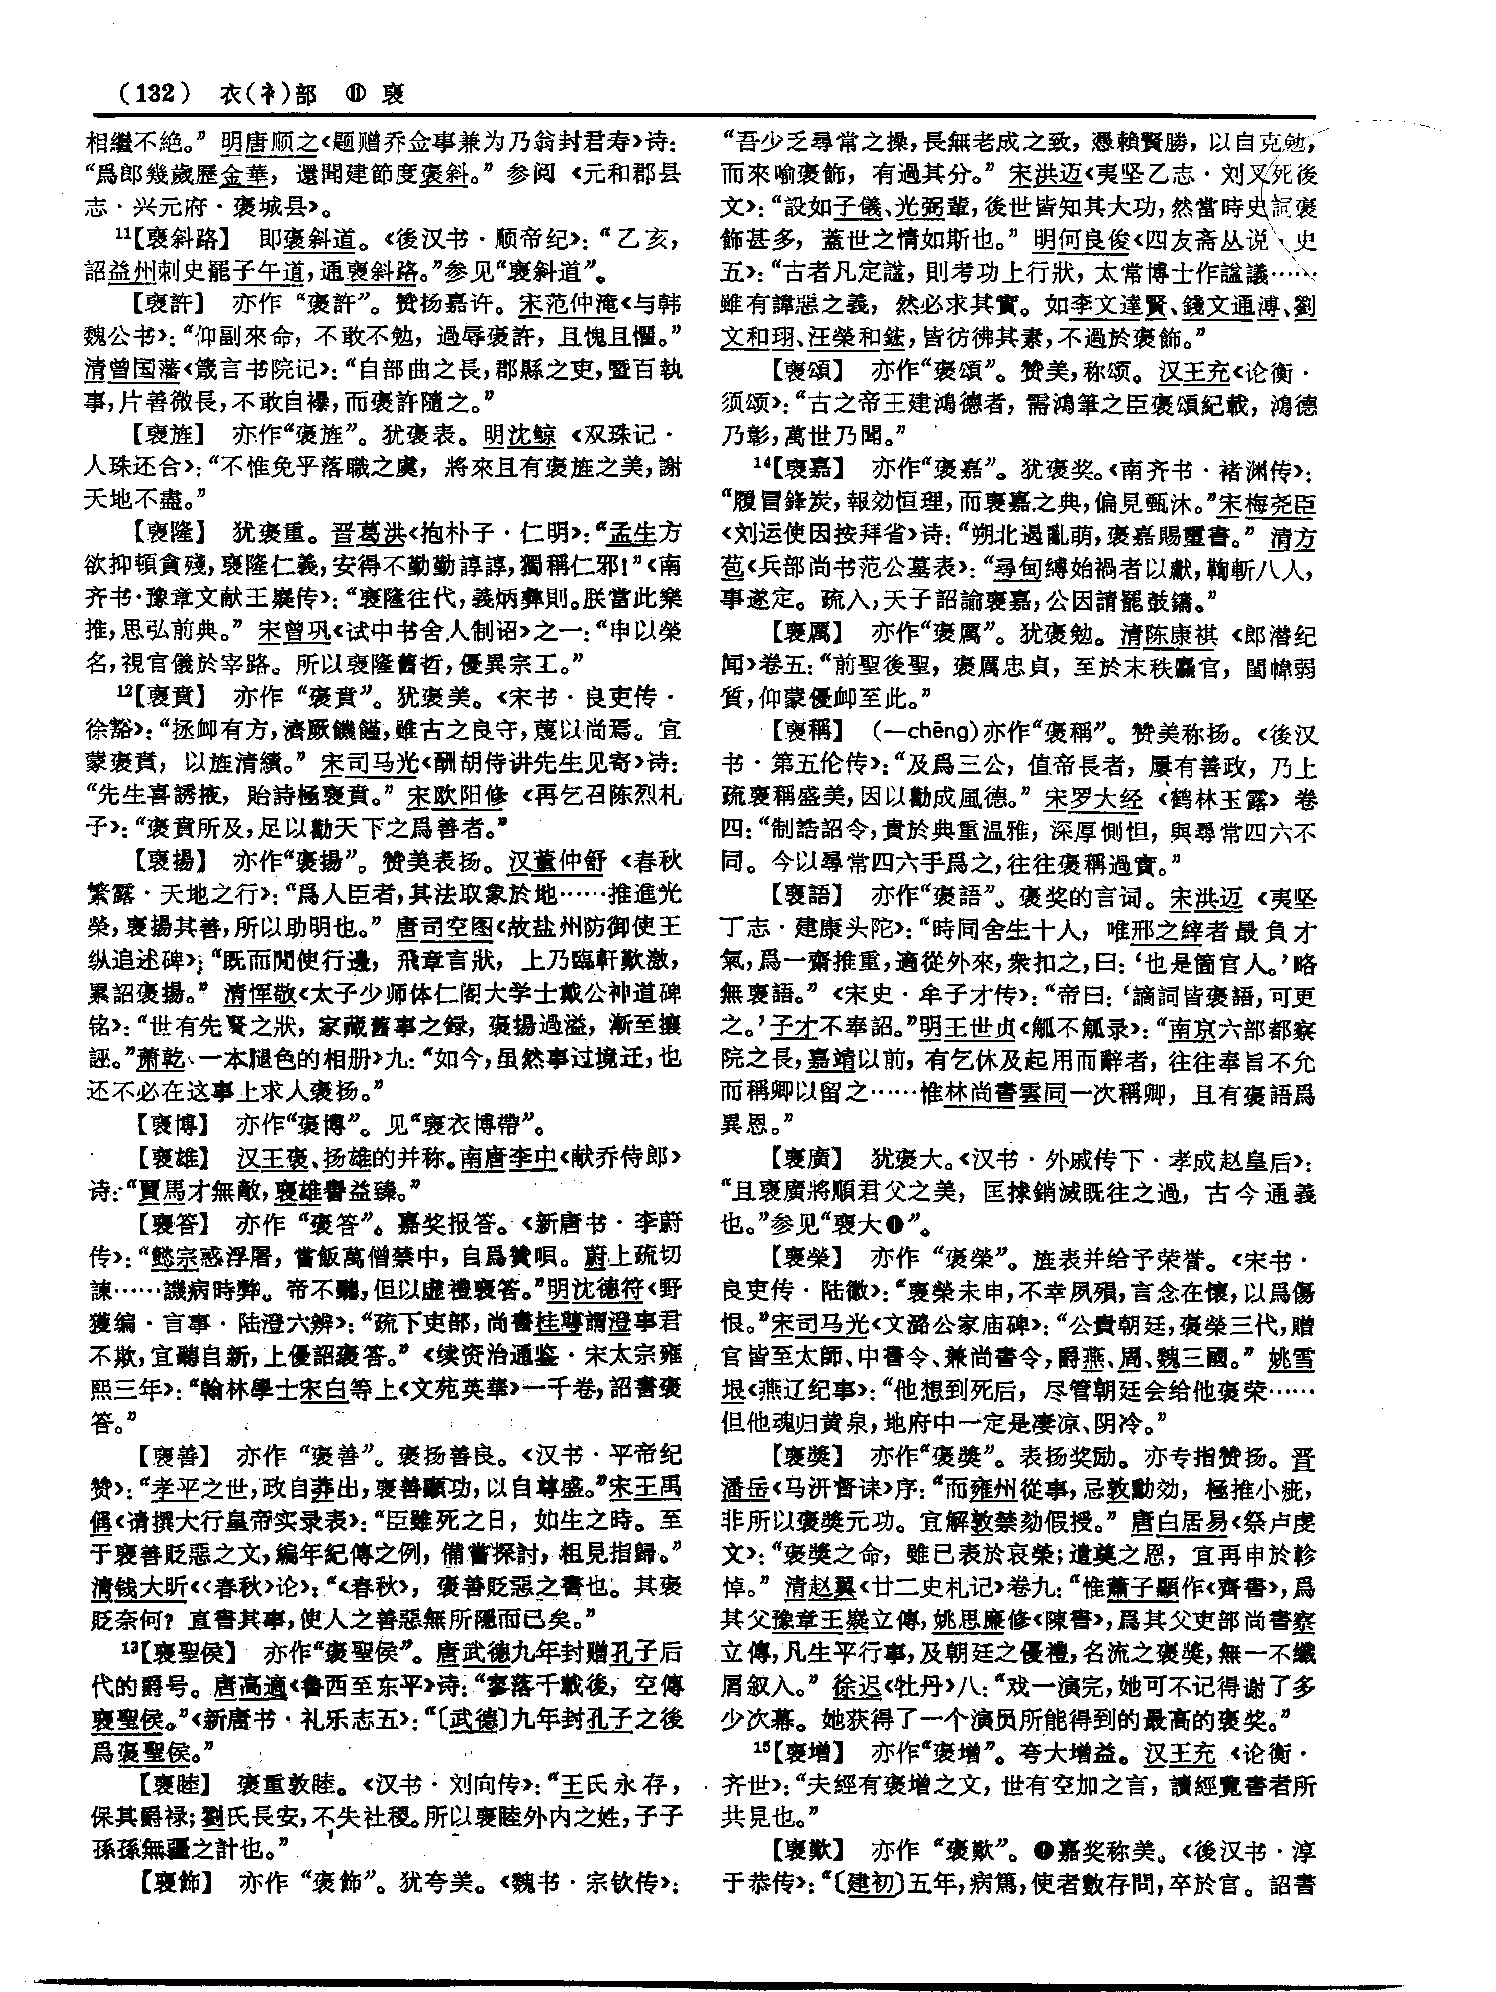 (132) 衣(衤)部 ⑪ 襃
相繼不絶。”明唐顺之《题赠乔佥事兼为乃翁封君寿》诗：
“爲郎幾歲歷金華，還聞建節度褒斜。”参阅《元和郡县
志·兴元府·褒城县》。
¹¹【襃斜路】 即褒斜道。《後汉书·顺帝纪》：“乙亥，
詔益州刺史罷子午道，通襃斜路。”参见“襃斜道”。
【襃許】 亦作“褒許”。赞扬嘉许。宋范仲淹《与韩
魏公书》：“仰副來命，不敢不勉，過辱褒許，且愧且懼。”
清曾国藩《箴言书院记》：“自部曲之長，郡縣之吏，暨百執
事，片善微長，不敢自襮，而褒許隨之。”
【襃旌】 亦作“褒旌”。犹褒表。明沈鲸《双珠记·
人珠还合》：“不惟免乎落職之虞，將來且有褒旌之美，謝
天地不盡。”
【襃隆】 犹褒重。晋葛洪《抱朴子·仁明》：“孟生方
欲抑頓貪殘，襃隆仁義，安得不勤勤諄諄，獨稱仁邪！”《南
齐书·豫章文献王嶷传》：“襃隆往代，義炳彝則。朕當此樂
推，思弘前典。”宋曾巩《试中书舍人制诏》之一：“申以榮
名，視官儀於宰路。所以襃隆舊哲，優異宗工。”
¹²【襃賁】 亦作“褒賁”。犹褒美。《宋书·良吏传·
徐豁》：“拯卹有方，濟厥饑饉，雖古之良守，蔑以尚焉。宜
蒙褒賁，以旌清績。”宋司马光《酬胡侍讲先生见寄》诗：
“先生喜誘掖，貽詩極襃賁。”宋欧阳修《再乞召陈烈札
子》：“褒賁所及，足以勸天下之爲善者。”
【襃揚】 亦作“褒揚”。赞美表扬。汉董仲舒《春秋
繁露·天地之行》：“爲人臣者，其法取象於地……推進光
榮，襃揚其善，所以助明也。”唐司空图《故盐州防御使王
纵追述碑》：“既而閒使行邊，飛章言狀，上乃臨軒歎激，
累詔褒揚。”清恽敬《太子少师体仁阁大学士戴公神道碑
铭》：“世有先賢之狀，家藏舊事之録，褒揚過溢，漸至攘
誣。”萧乾《一本褪色的相册》九：“如今，虽然事过境迁，也
还不必在这事上求人褒扬。”
【襃博】 亦作“褒博”。见“襃衣博带”。
【襃雄】 汉王褒、扬雄的并称。南唐李中《献乔侍郎》
诗：“賈馬才無敵，襃雄譽益臻。”
【襃答】 亦作“褒答”。嘉奖报答。《新唐书·李蔚
传》：“懿宗惑浮屠，嘗飯萬僧禁中，自爲贊唄。蔚上疏切
諫……譏病時弊。帝不聽，但以虚禮襃答。”明沈德符《野
獲编·言事·陆澄六辨》：“疏下吏部，尚書桂萼謂澄事君
不欺，宜聽自新，上優詔褒答。”《续资治通鉴·宋太宗雍
熙三年》：“翰林學士宋白等上《文苑英華》一千卷，詔書褒
答。”
【襃善】 亦作“褒善”。褒扬善良。《汉书·平帝纪
赞》：“孝平之世，政自莽出，襃善顯功，以自尊盛。”宋王禹
偁《请撰大行皇帝实录表》：“臣雖死之日，如生之時。至
于襃善貶惡之文，編年紀傳之例，備嘗探討，粗見指歸。”
清钱大昕《〈春秋〉论》：“《春秋》，褒善貶惡之書也。其褒
貶奈何？直書其事，使人之善惡無所隱而已矣。”
¹³【襃聖侯】 亦作“褒聖侯”。唐武德九年封赠孔子后
代的爵号。唐高適《鲁西至东平》诗：“寥落千載後，空傳
襃聖侯。”《新唐书·礼乐志五》：“〔武德〕九年封孔子之後
爲褒聖侯。”
【襃睦】 褒重敦睦。《汉书·刘向传》：“王氏永存，
保其爵禄；劉氏長安，不失社稷。所以襃睦外内之姓，子子
孫孫無疆之計也。”
【襃飾】 亦作“褒飾”。犹夸美。《魏书·宗钦传》：
“吾少乏尋常之操，長無老成之致，憑賴賢勝，以自克勉，
而來喻褒飾，有過其分。”宋洪迈《夷坚乙志·刘叉死後
文》：“設如子儀、光弼輩，後世皆知其大功，然當時史詞褒
飾甚多，蓋世之情如斯也。”明何良俊《四友斋丛说·史
五》：“古者凡定諡，則考功上行狀，太常博士作諡議……
雖有諱惡之義，然必求其實。如李文達賢、錢文通溥、劉
文和珝、汪榮和鋐，皆彷彿其素，不過於褒飾。”
【襃頌】 亦作“褒頌”。赞美，称颂。汉王充《论衡·
须颂》：“古之帝王建鴻德者，需鴻筆之臣褒頌紀載，鴻德
乃彰，萬世乃聞。”
¹⁴【襃嘉】 亦作“褒嘉”。犹褒奖。《南齐书·褚渊传》：
“履冒鋒炭，報効恒理，而襃嘉之典，偏見甄沐。”宋梅尧臣
《刘运使因按拜省》诗：“朔北遏亂萌，褒嘉賜璽書。”清方
苞《兵部尚书范公墓表》：“尋甸縛始禍者以獻，鞫斬八人，
事遂定。疏入，天子詔諭襃嘉，公因請罷鼓鑄。”
【襃厲】 亦作“褒厲”。犹褒勉。清陈康祺《郎潜纪
闻》卷五：“前聖後聖，褒厲忠貞，至於末秩麤官，閨幃弱
質，仰蒙優卹至此。”
【襃稱】 (—chēng)亦作“褒稱”。赞美称扬。《後汉
书·第五伦传》：“及爲三公，值帝長者，屢有善政，乃上
疏襃稱盛美，因以勸成風德。”宋罗大经《鹤林玉露》卷
四：“制誥詔令，貴於典重温雅，深厚惻怛，與尋常四六不
同。今以尋常四六手爲之，往往褒稱過實。”
【襃語】 亦作“褒語”。褒奖的言词。宋洪迈《夷坚
丁志·建康头陀》：“時同舍生十人，唯邢之綍者最負才
氣，爲一齋推重，適從外來，衆扣之，曰：‘也是箇官人。’略
無襃語。”《宋史·牟子才传》：“帝曰：‘謫詞皆褒語，可更
之。’子才不奉詔。”明王世贞《觚不觚录》：“南京六部都察
院之長，嘉靖以前，有乞休及起用而辭者，往往奉旨不允
而稱卿以留之……惟林尚書雲同一次稱卿，且有褒語爲
異恩。”
【襃廣】 犹褒大。《汉书·外戚传下·孝成赵皇后》：
“且襃廣將順君父之美，匡捄銷滅既往之過，古今通義
也。”参见“襃大❶”。
【襃榮】 亦作“褒榮”。旌表并给予荣誉。《宋书·
良吏传·陆徽》：“襃榮未申，不幸夙殞，言念在懷，以爲傷
恨。”宋司马光《文潞公家庙碑》：“公貴朝廷，褒榮三代，贈
官皆至太師、中書令、兼尚書令，爵燕、周、魏三國。”姚雪
垠《燕辽纪事》：“他想到死后，尽管朝廷会给他褒荣……
但他魂归黄泉，地府中一定是凄凉、阴冷。”
【襃獎】 亦作“褒獎”。表扬奖励。亦专指赞扬。晋
潘岳《马汧督诔》序：“而雍州從事，忌敦勳効，極推小疵，
非所以褒獎元功。宜解敦禁劾假授。”唐白居易《祭卢虔
文》：“褒獎之命，雖已表於哀榮；遣奠之恩，宜再申於軫
悼。”清赵翼《廿二史札记》卷九：“惟蕭子顯作《齊書》，爲
其父豫章王嶷立傳，姚思廉修《陳書》，爲其父吏部尚書察
立傳，凡生平行事，及朝廷之優禮，名流之褒獎，無一不纖
屑叙入。”徐迟《牡丹》八：“戏一演完，她可不记得谢了多
少次幕。她获得了一个演员所能得到的最高的褒奖。”
¹⁵【襃増】 亦作“褒増”。夸大增益。汉王充《论衡·
齐世》：“夫經有褒増之文，世有空加之言，讀經覽書者所
共見也。”
【襃歎】 亦作“褒歎”。❶嘉奖称美。《後汉书·淳
于恭传》：“〔建初〕五年，病篤，使者數存問，卒於官。詔書